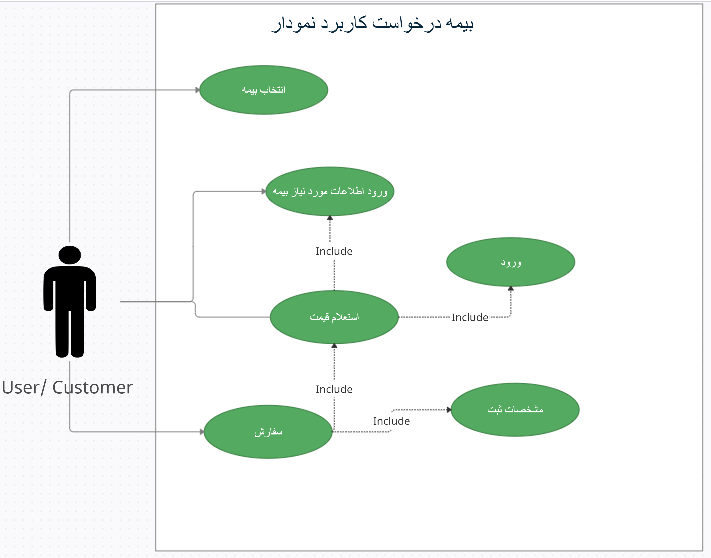 بیمه درخواست کاربرد نمودار
انتخاب بیمه
ورود اطلاعات مورد نیاز بیمه
Include
ورود
استعلام قیمت
Include
User/ Customer
Include
مشخصات ثبت
Include
سفارش